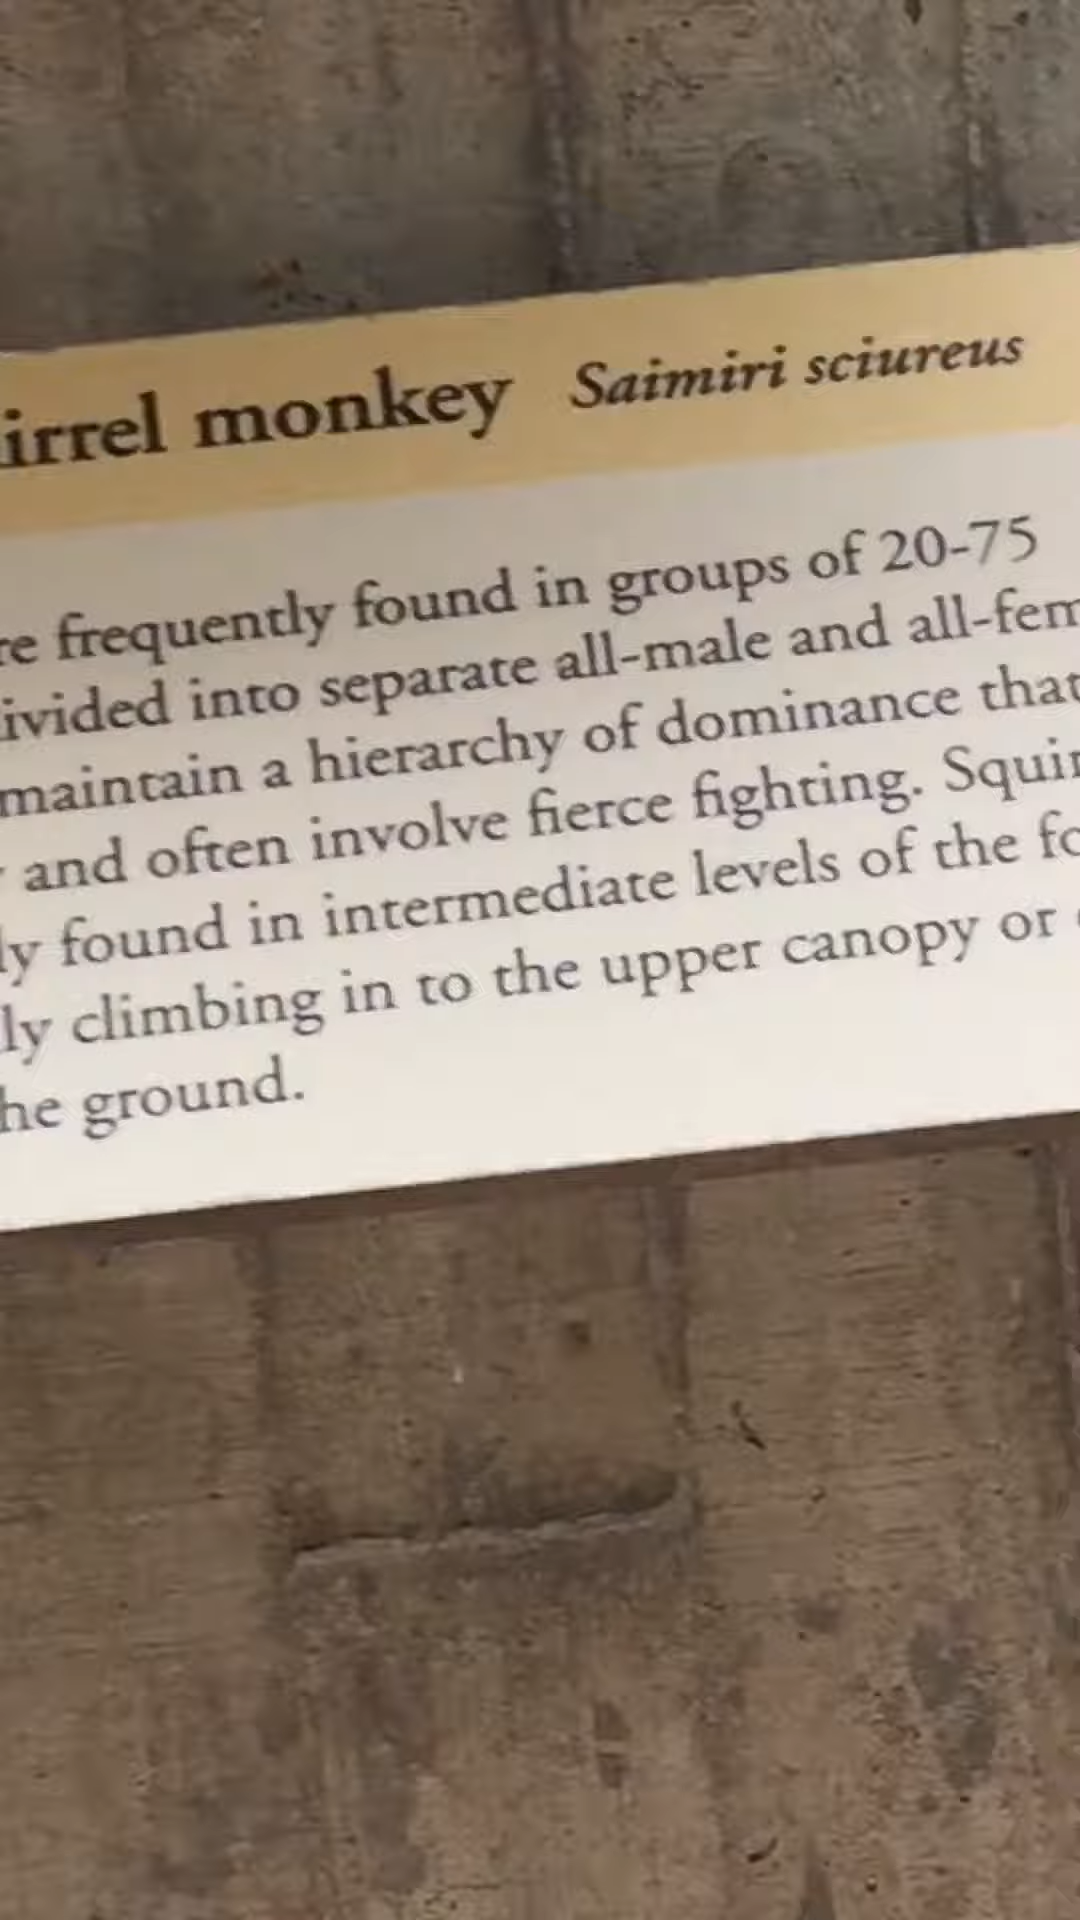 irrel monkey Saimiri sciureus
re frequently found in groups of 20-75
ivided into separate all-male and all-fem
maintain a hierarchy of dominance that
and often involve fierce fighting. Squir
ly found in intermediate levels of the fo
ly climbing in to the upper canopy or
he ground.